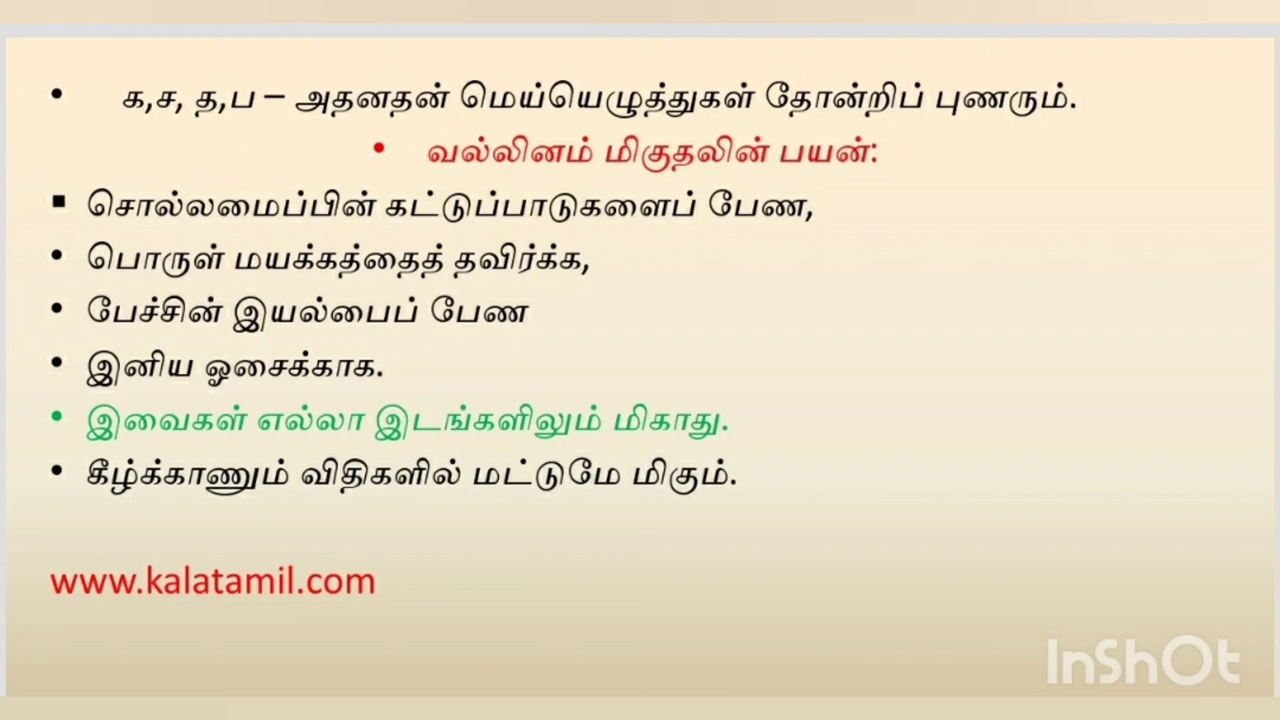 • க,ச, த,ப – அதனதன் மெய்யெழுத்துகள் தோன்றிப் புணரும்.
• வல்லினம் மிகுதலின் பயன்:
▪ சொல்லமைப்பின் கட்டுப்பாடுகளைப் பேண,
• பொருள் மயக்கத்தைத் தவிர்க்க,
• பேச்சின் இயல்பைப் பேண
• இனிய ஓசைக்காக.
• இவைகள் எல்லா இடங்களிலும் மிகாது.
• கீழ்க்காணும் விதிகளில் மட்டுமே மிகும்.
www.kalatamil.com
InShOt